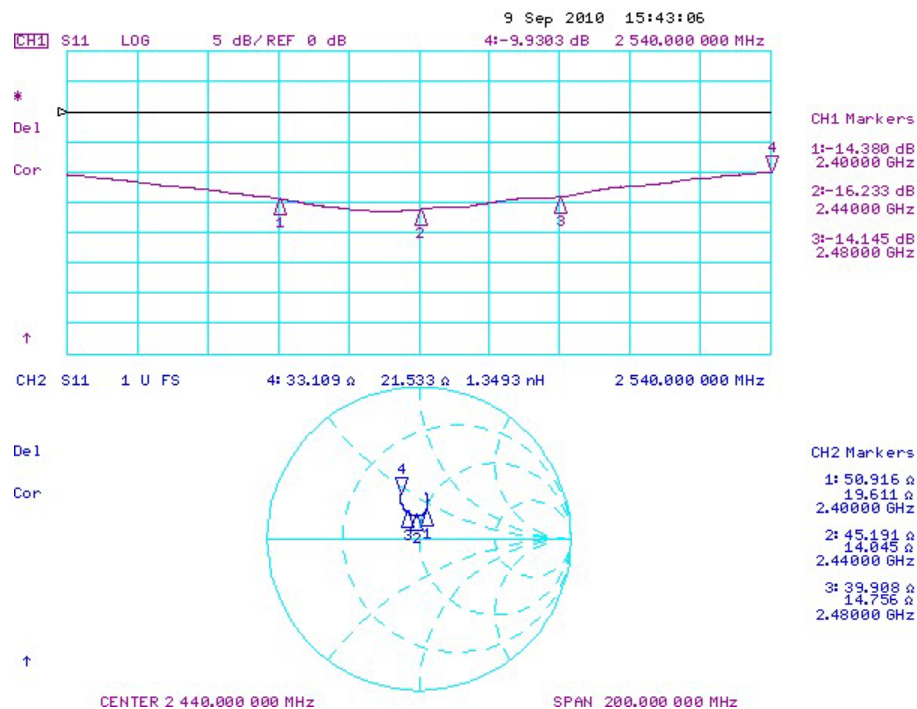 9 Sep 2010 15:43:06
CH1 S11 LOG 5 dB/REF 0 dB 4:-9.9303 dB 2 540.000 000 MHz
*
Del
Cor
↑
1
2
3
4
CH1 Markers
1:-14.380 dB
2.40000 GHz
2:-16.233 dB
2.44000 GHz
3:-14.145 dB
2.48000 GHz
CH2 S11 1 U FS 4: 33.109 Ω 21.533 Ω 1.3493 nH 2 540.000 000 MHz
Del
Cor
↑
4
3 2 1
CH2 Markers
1: 50.916 Ω
19.611 Ω
2.40000 GHz
2: 45.191 Ω
14.045 Ω
2.44000 GHz
3: 39.908 Ω
14.756 Ω
2.48000 GHz
CENTER 2 440.000 000 MHz SPAN 200.000 000 MHz